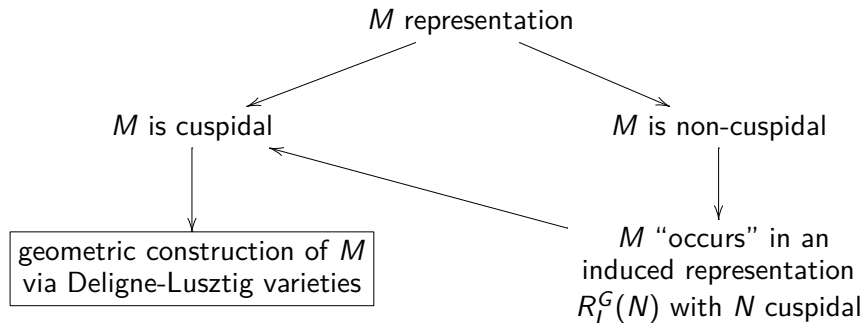 M representation
M is cuspidal
M is non-cuspidal
geometric construction of M
via Deligne-Lusztig varieties
M “occurs” in an
induced representation
R_I^G(N) with N cuspidal